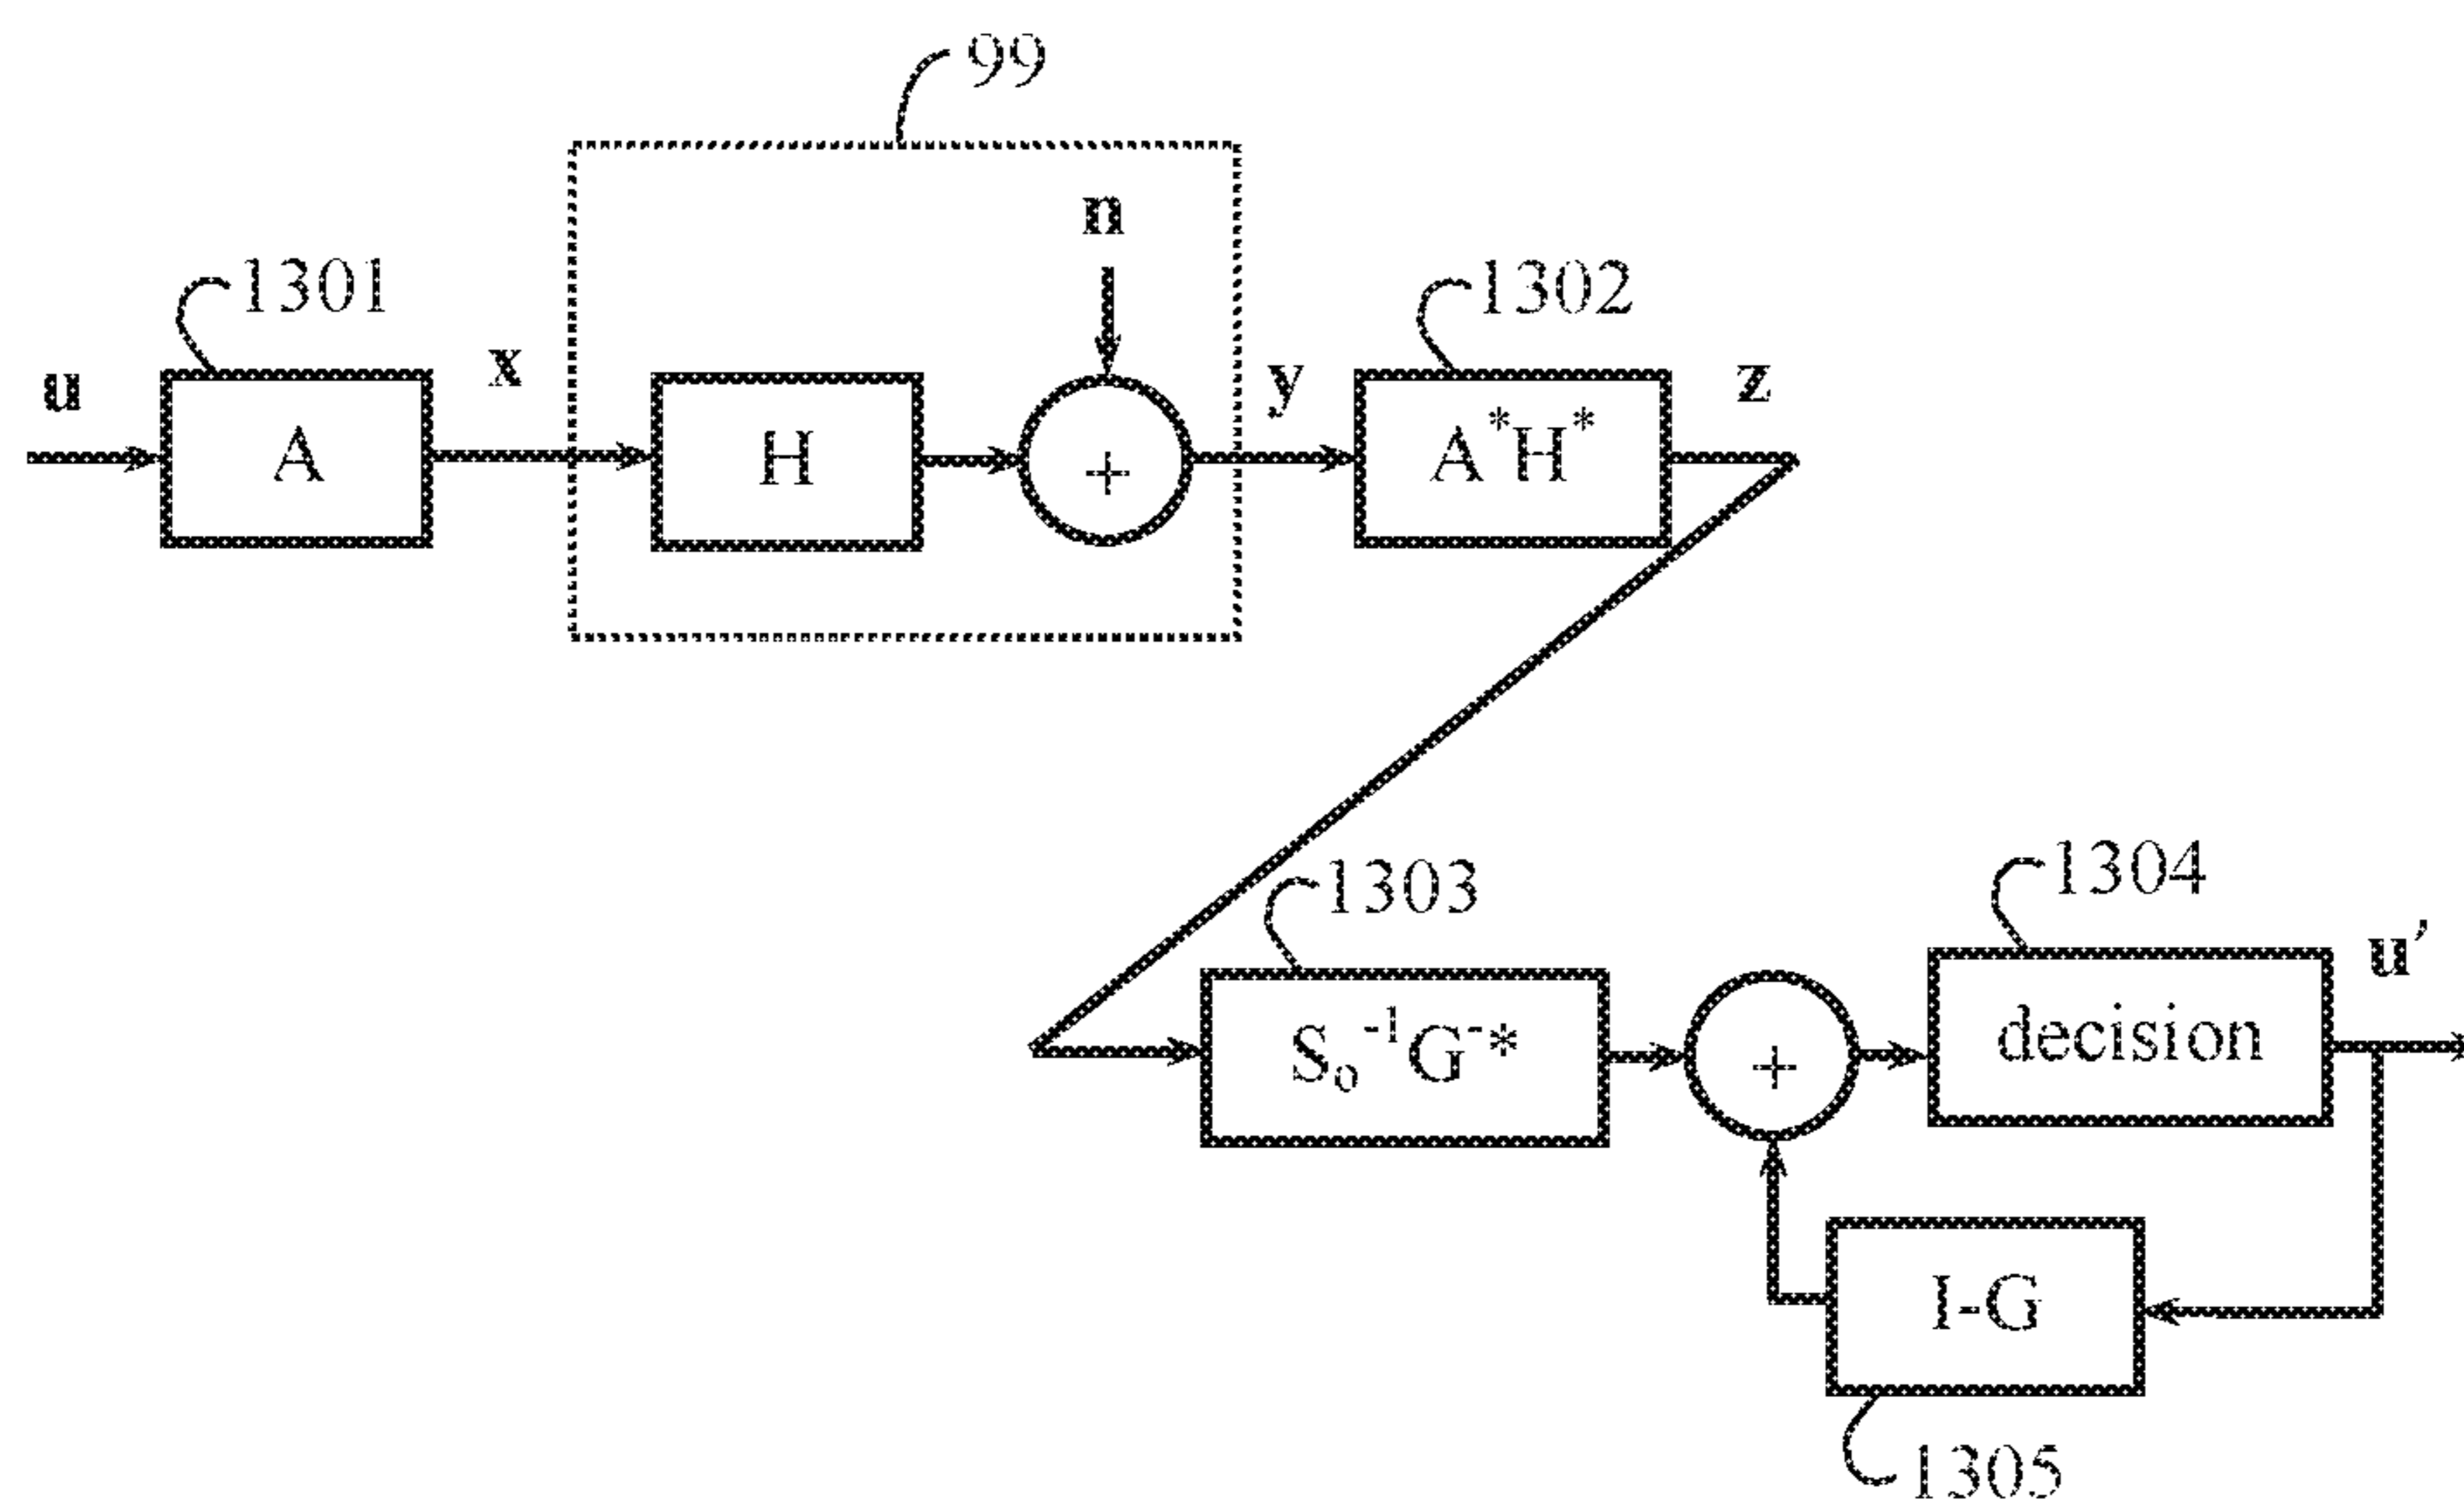 99
n
1301
1302
u
x
y
z
A
H
+
A*H*
1303
1304
u'
S₀⁻¹G⁻*
+
decision
I-G
1305